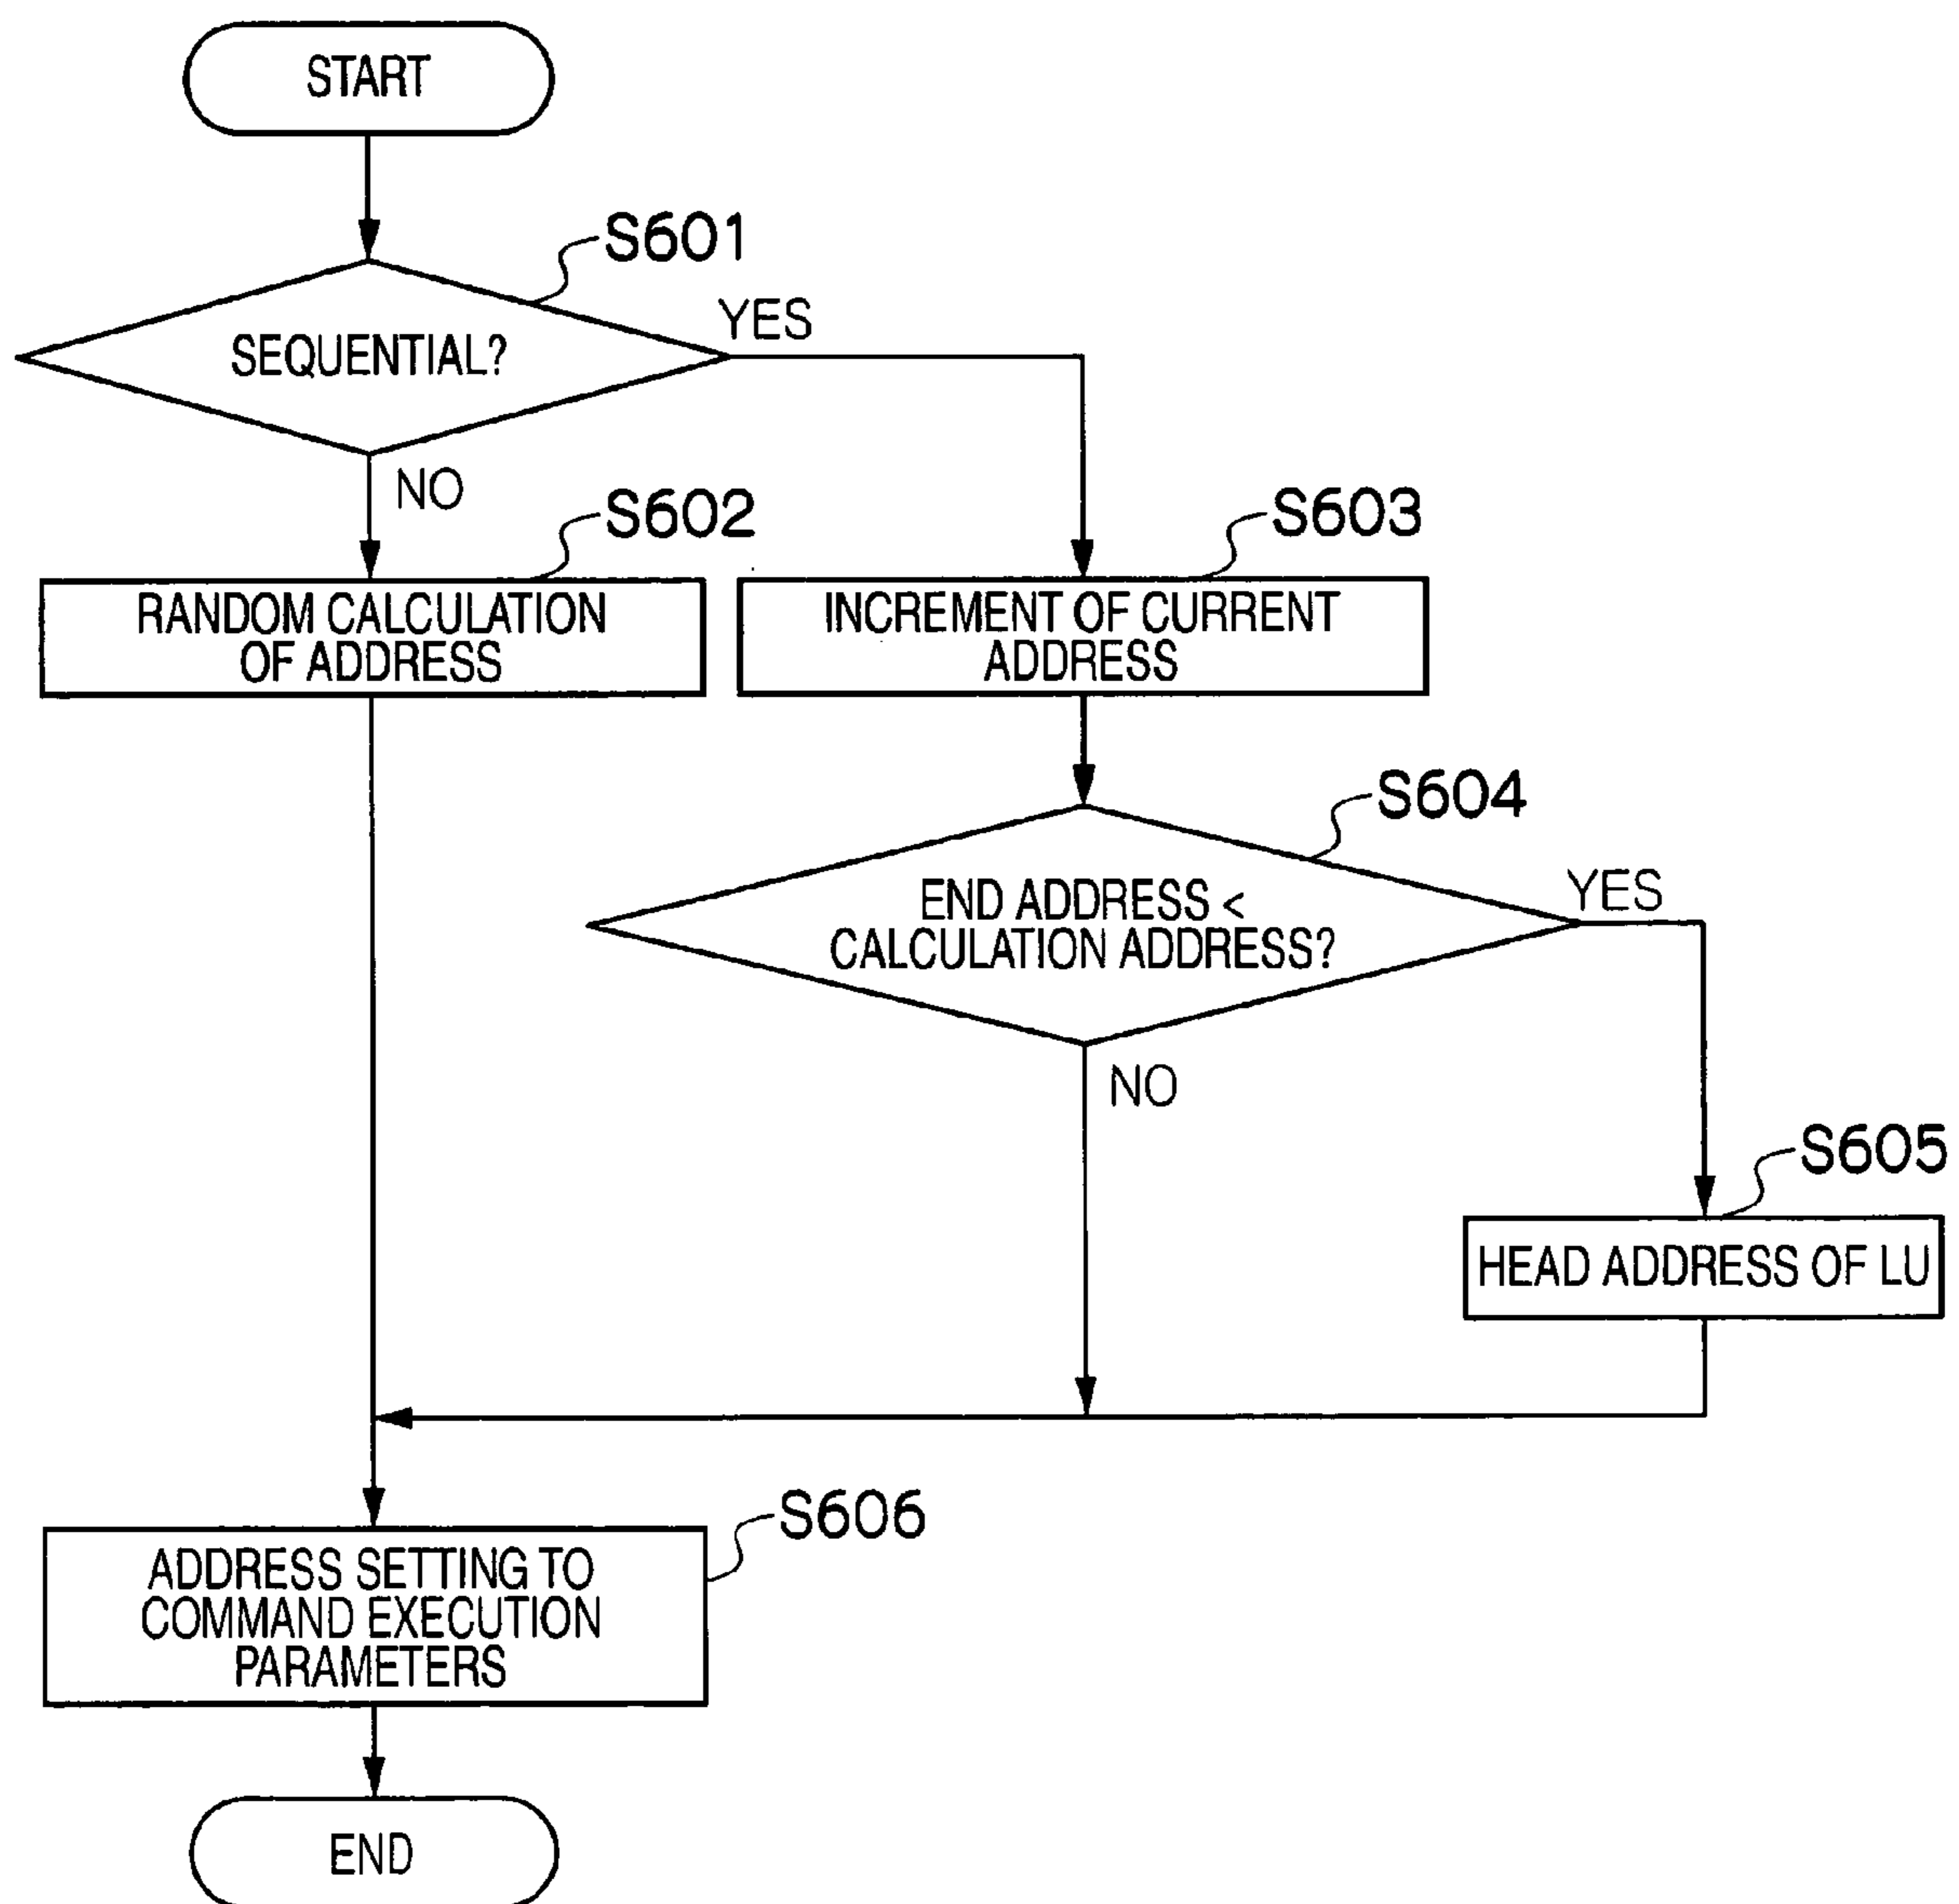 START
S601
SEQUENTIAL?
YES
NO
S602
S603
RANDOM CALCULATION
OF ADDRESS
INCREMENT OF CURRENT
ADDRESS
S604
END ADDRESS <
CALCULATION ADDRESS?
YES
NO
S605
HEAD ADDRESS OF LU
S606
ADDRESS SETTING TO
COMMAND EXECUTION
PARAMETERS
END